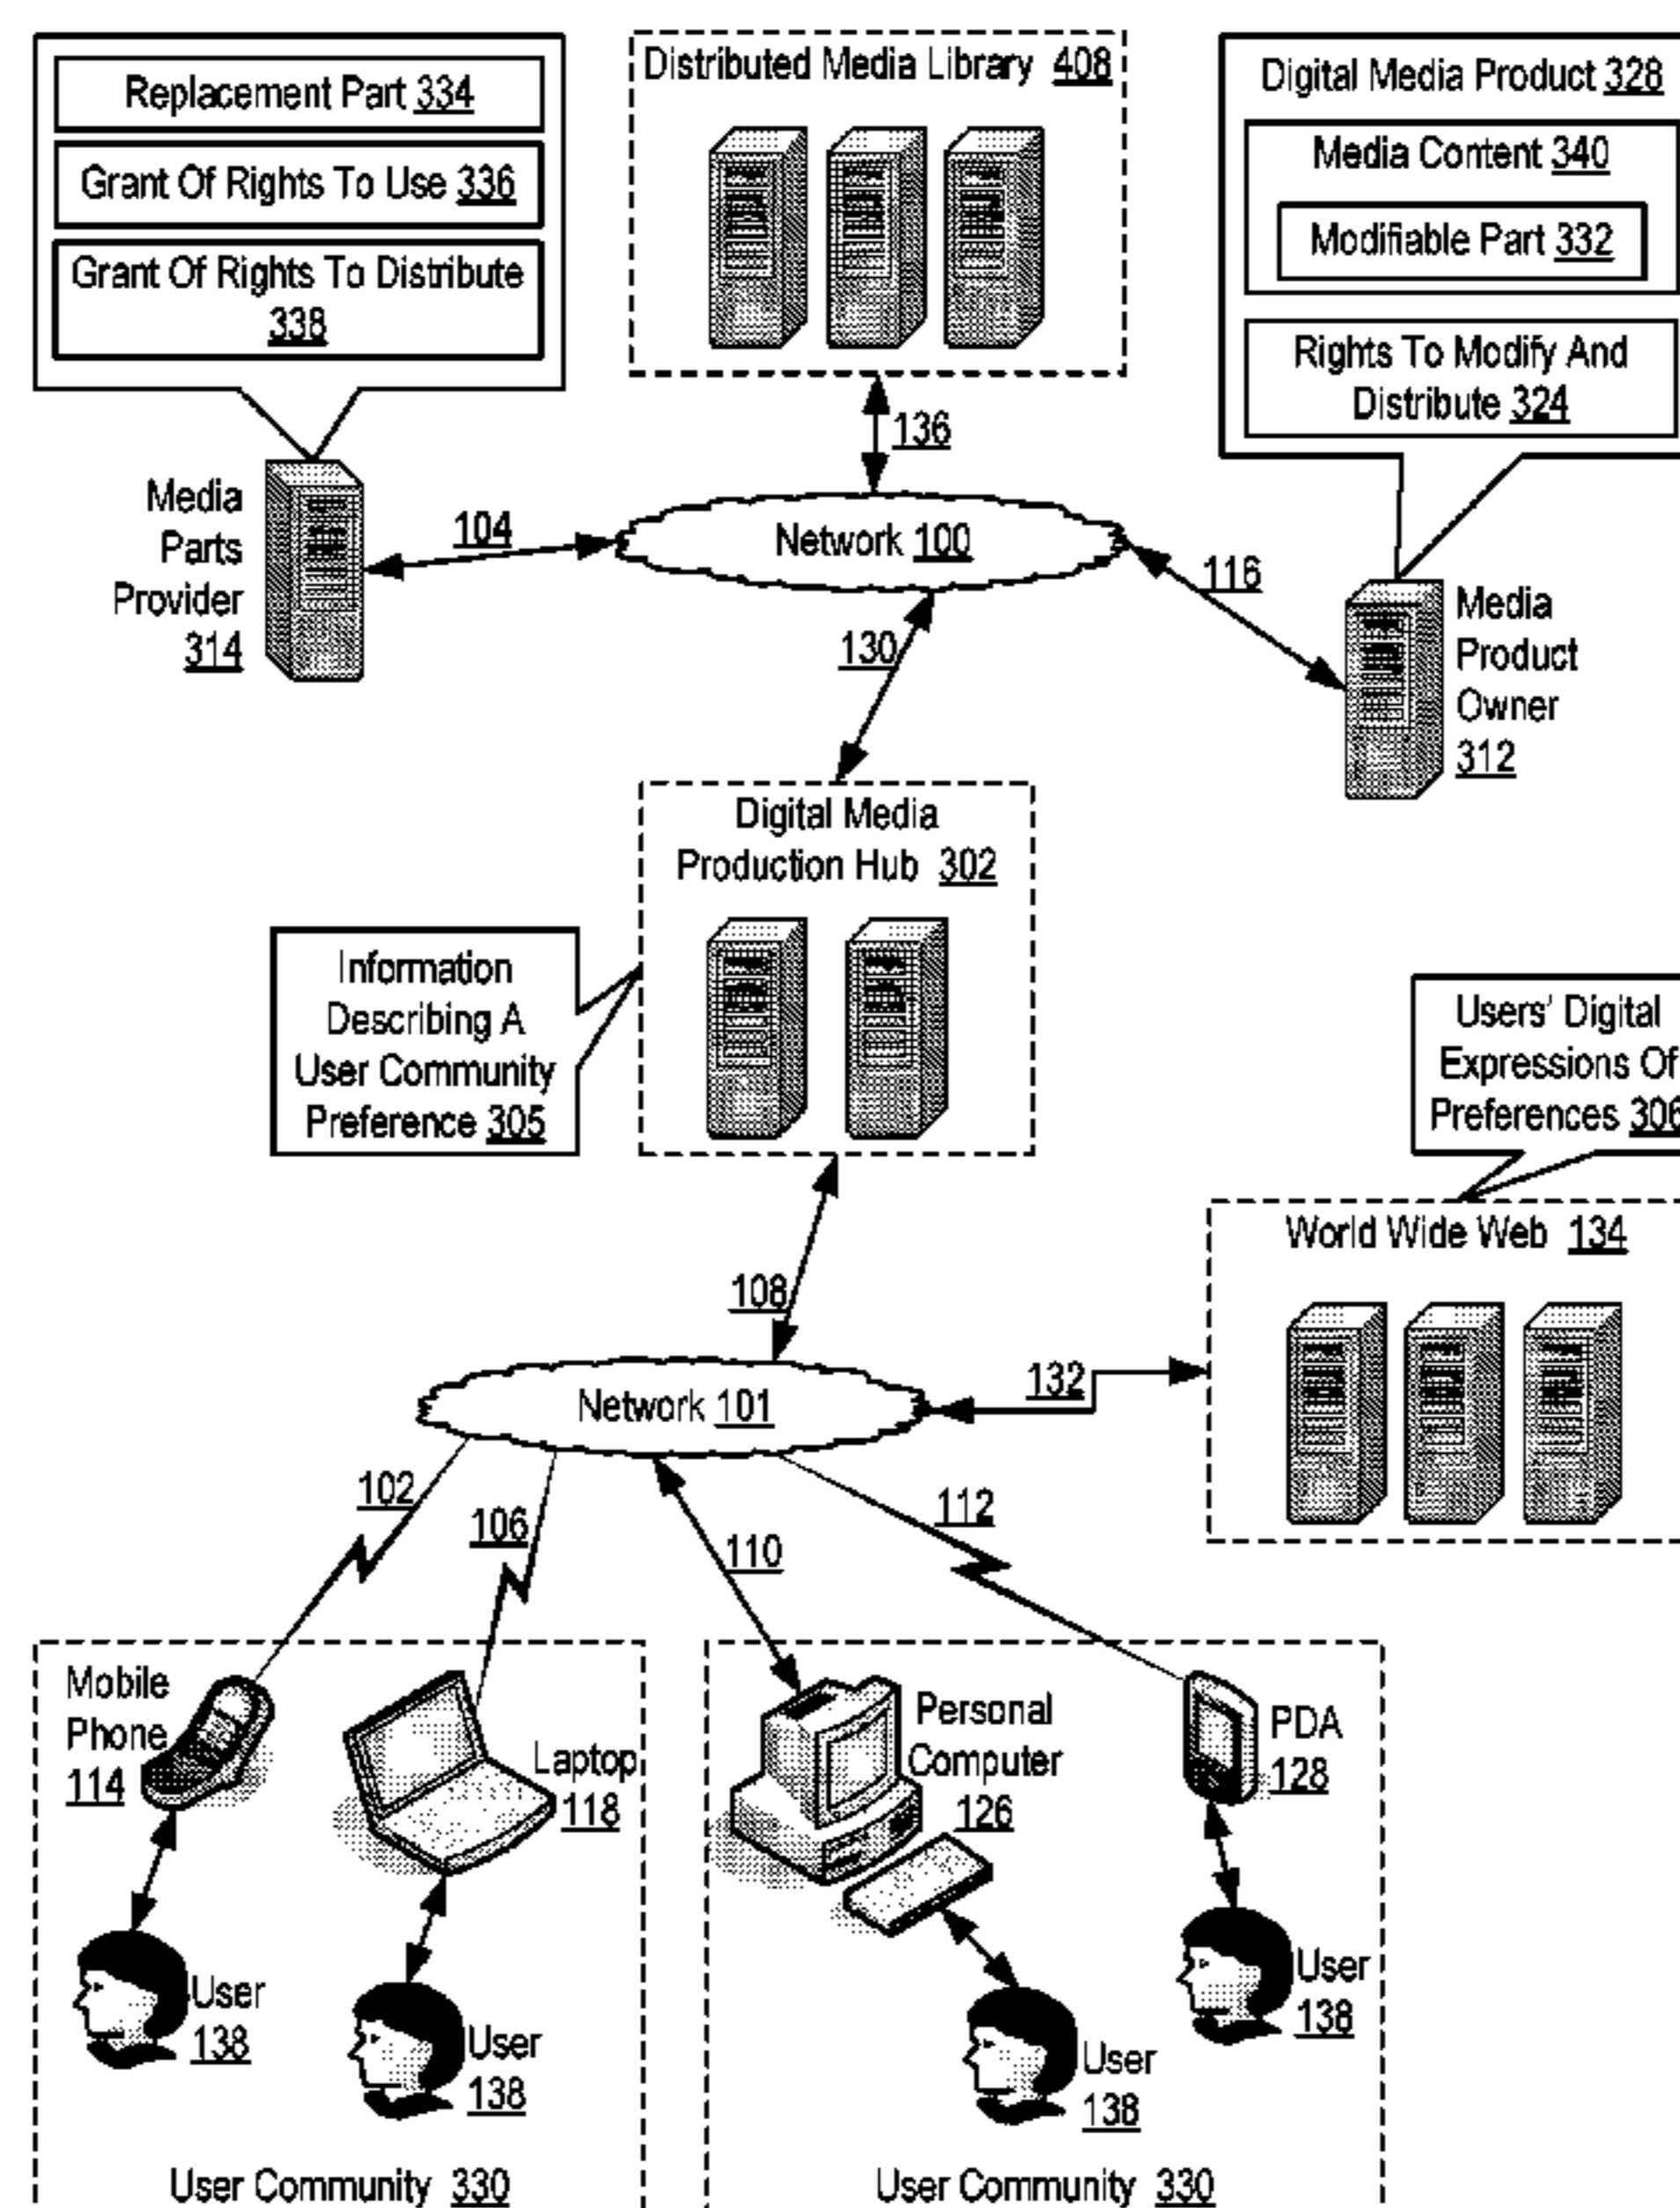 Replacement Part 334
Grant Of Rights To Use 336
Grant Of Rights To Distribute
338
Distributed Media Library 408
Digital Media Product 328
Media Content 340
Modifiable Part 332
Rights To Modify And
Distribute 324
136
Media
Parts
Provider
314
104
Network 100
116
Media
Product
Owner
312
130
Digital Media
Production Hub 302
Information
Describing A
User Community
Preference 305
Users' Digital
Expressions Of
Preferences 306
World Wide Web 134
108
Network 101
132
102
106
110
112
Mobile
Phone
114
Laptop
118
Personal
Computer
126
PDA
128
User
138
User
138
User
138
User
138
User Community 330
User Community 330